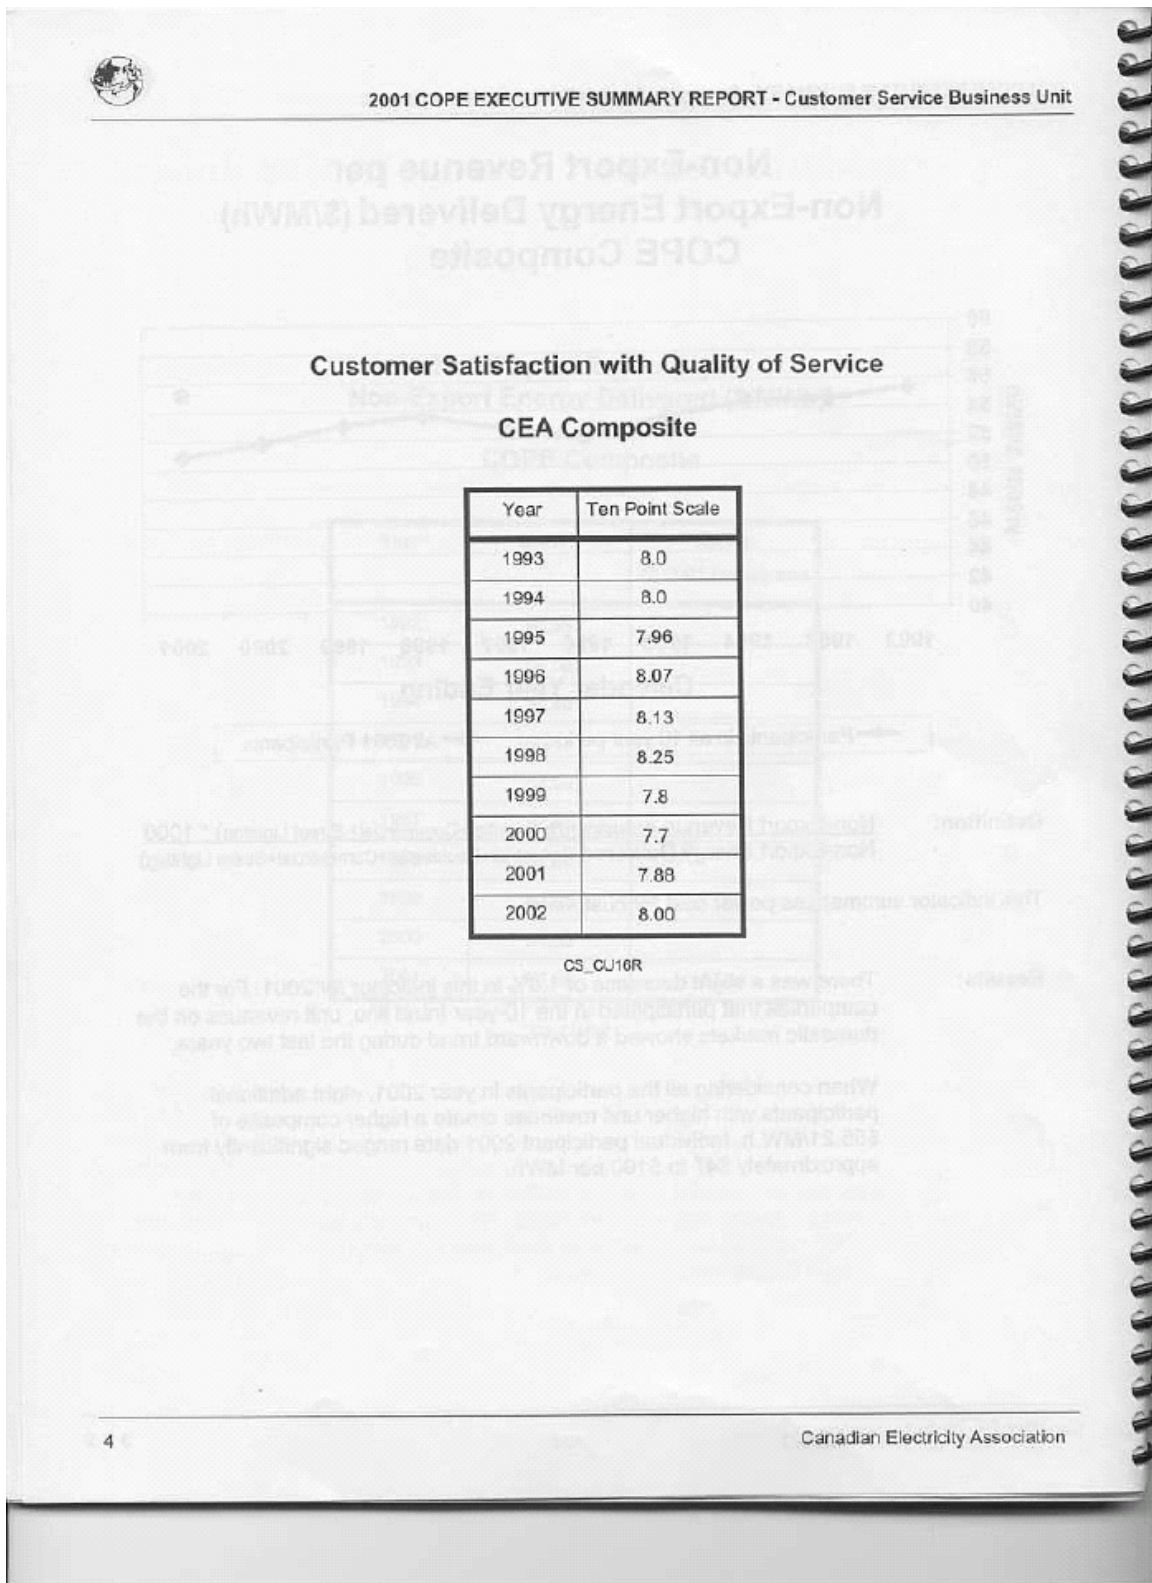 2001 COPE EXECUTIVE SUMMARY REPORT - Customer Service Business Unit
Customer Satisfaction with Quality of Service
CEA Composite
Year Ten Point Scale
1993 8.0
1994 8.0
1995 7.96
1996 8.07
1997 8.13
1998 8.25
1999 7.8
2000 7.7
2001 7.88
2002 8.00
CS_CU16R
4 Canadian Electricity Association